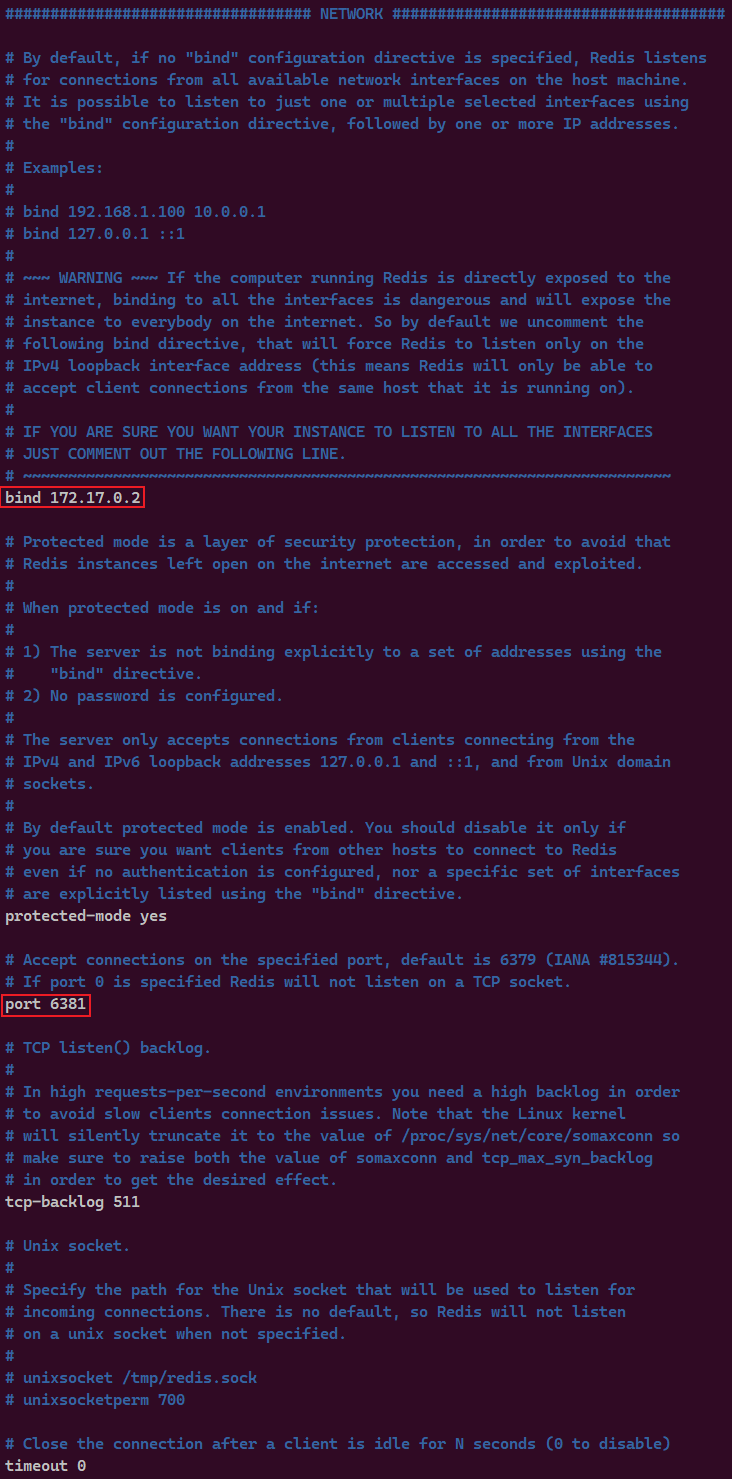 ################################## NETWORK #####################################

# By default, if no "bind" configuration directive is specified, Redis listens
# for connections from all available network interfaces on the host machine.
# It is possible to listen to just one or multiple selected interfaces using
# the "bind" configuration directive, followed by one or more IP addresses.
#
# Examples:
#
# bind 192.168.1.100 10.0.0.1
# bind 127.0.0.1 ::1
#
# ~~~ WARNING ~~~ If the computer running Redis is directly exposed to the
# internet, binding to all the interfaces is dangerous and will expose the
# instance to everybody on the internet. So by default we uncomment the
# following bind directive, that will force Redis to listen only on the
# IPv4 loopback interface address (this means Redis will only be able to
# accept client connections from the same host that it is running on).
#
# IF YOU ARE SURE YOU WANT YOUR INSTANCE TO LISTEN TO ALL THE INTERFACES
# JUST COMMENT OUT THE FOLLOWING LINE.
# ~~~~~~~~~~~~~~~~~~~~~~~~~~~~~~~~~~~~~~~~~~~~~~~~~~~~~~~~~~~~~~~~~~~~~~~~
bind 172.17.0.2

# Protected mode is a layer of security protection, in order to avoid that
# Redis instances left open on the internet are accessed and exploited.
#
# When protected mode is on and if:
#
# 1) The server is not binding explicitly to a set of addresses using the
#    "bind" directive.
# 2) No password is configured.
#
# The server only accepts connections from clients connecting from the
# IPv4 and IPv6 loopback addresses 127.0.0.1 and ::1, and from Unix domain
# sockets.
#
# By default protected mode is enabled. You should disable it only if
# you are sure you want clients from other hosts to connect to Redis
# even if no authentication is configured, nor a specific set of interfaces
# are explicitly listed using the "bind" directive.
protected-mode yes

# Accept connections on the specified port, default is 6379 (IANA #815344).
# If port 0 is specified Redis will not listen on a TCP socket.
port 6381

# TCP listen() backlog.
#
# In high requests-per-second environments you need a high backlog in order
# to avoid slow clients connection issues. Note that the Linux kernel
# will silently truncate it to the value of /proc/sys/net/core/somaxconn so
# make sure to raise both the value of somaxconn and tcp_max_syn_backlog
# in order to get the desired effect.
tcp-backlog 511

# Unix socket.
#
# Specify the path for the Unix socket that will be used to listen for
# incoming connections. There is no default, so Redis will not listen
# on a unix socket when not specified.
#
# unixsocket /tmp/redis.sock
# unixsocketperm 700

# Close the connection after a client is idle for N seconds (0 to disable)
timeout 0